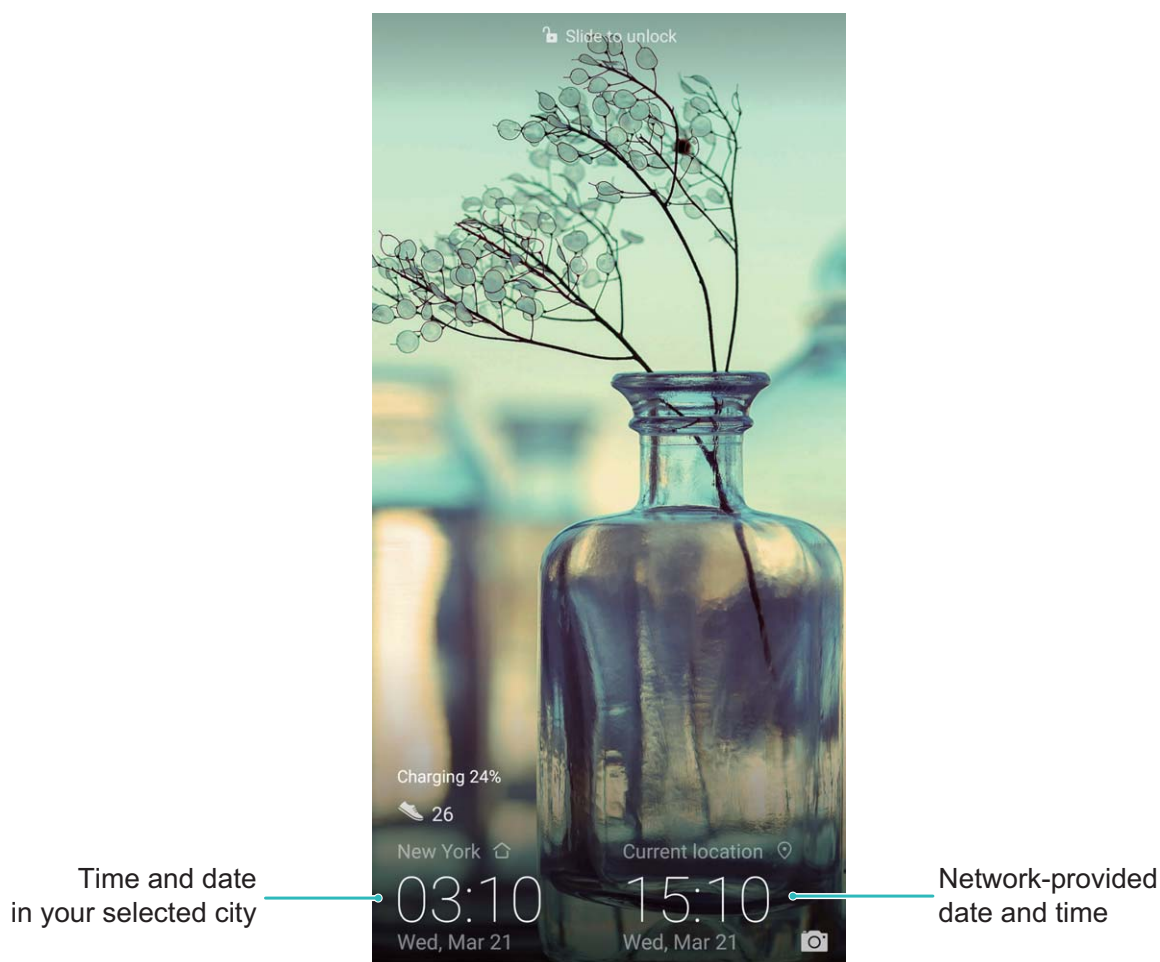 Slide to unlock
Charging 24%
26
New York
Current location
03:10
15:10
Wed, Mar 21
Wed, Mar 21
Time and date
in your selected city
Network-provided
date and time